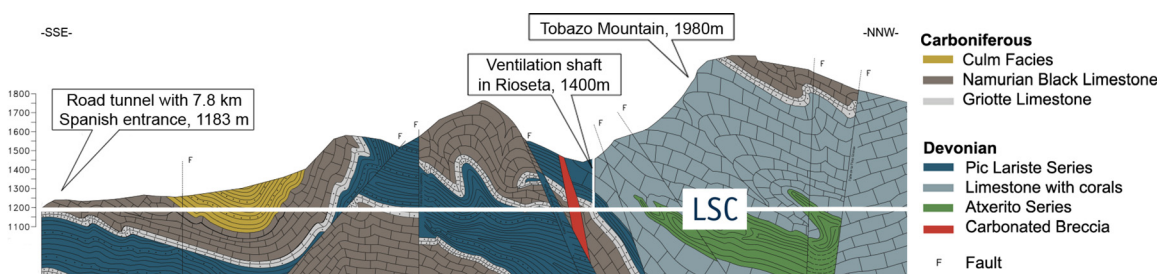 -SSE-
Tobazo Mountain, 1980m
-NNW-
Ventilation shaft
in Rioseta, 1400m
Road tunnel with 7.8 km
Spanish entrance, 1183 m
1800
1700
1600
1500
1400
1300
1200
1100
F
F
F
F
F
F
F
F
LSC
Carboniferous
Culm Facies
Namurian Black Limestone
Griotte Limestone
Devonian
Pic Lariste Series
Limestone with corals
Atxerito Series
Carbonated Breccia
F Fault